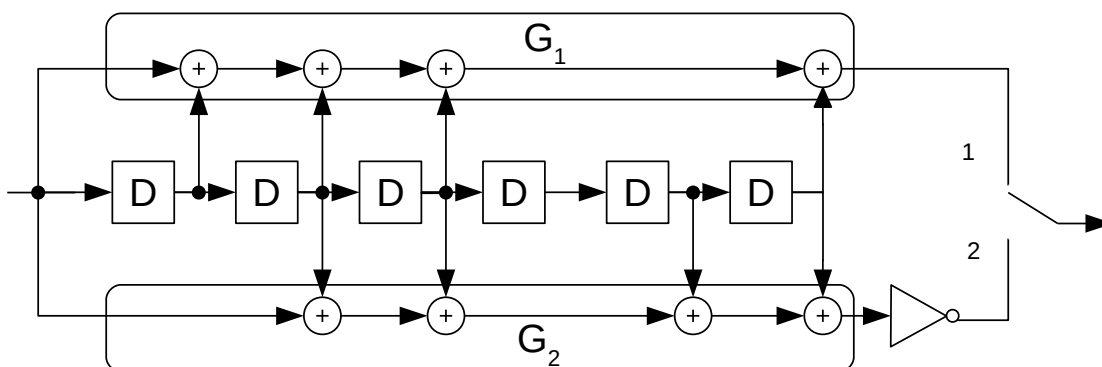 G1
+ + + +
1
D D D D D D
2
+ + + +
G2